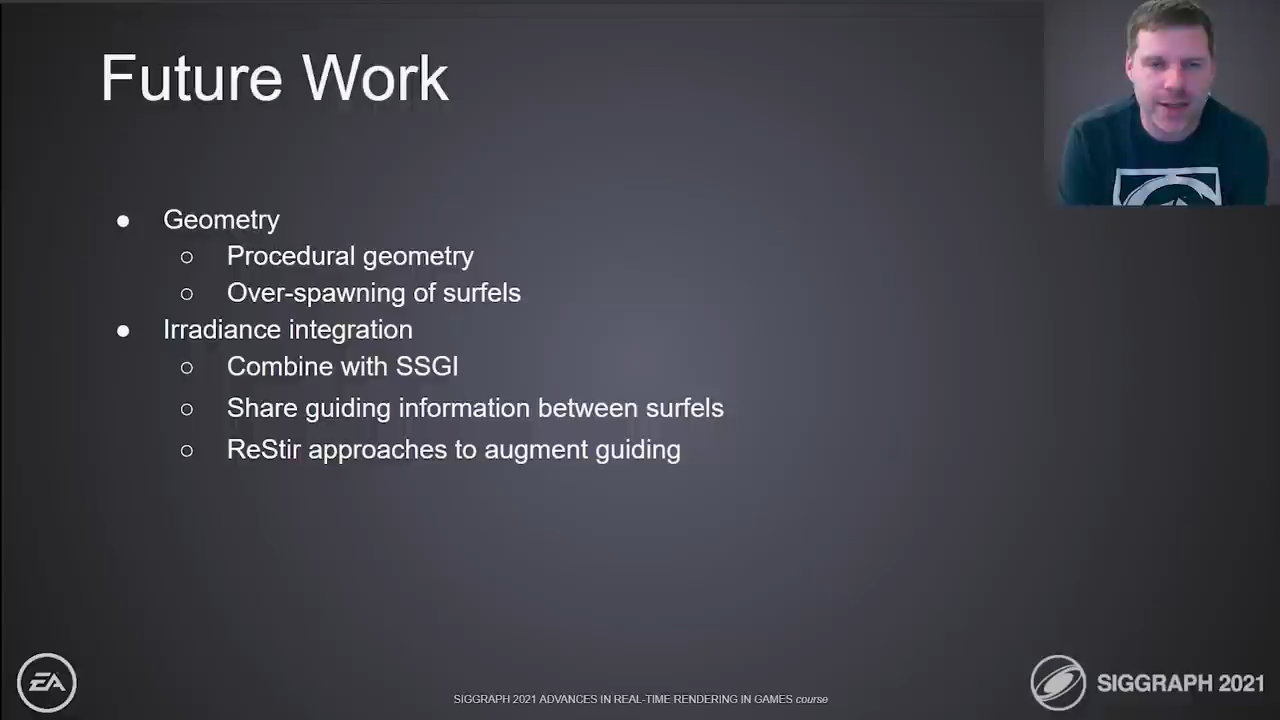 Future Work
● Geometry
○ Procedural geometry
○ Over-spawning of surfels
● Irradiance integration
○ Combine with SSGI
○ Share guiding information between surfels
○ ReStir approaches to augment guiding
EA
SIGGRAPH 2021 ADVANCES IN REAL-TIME RENDERING IN GAMES course
SIGGRAPH 2021